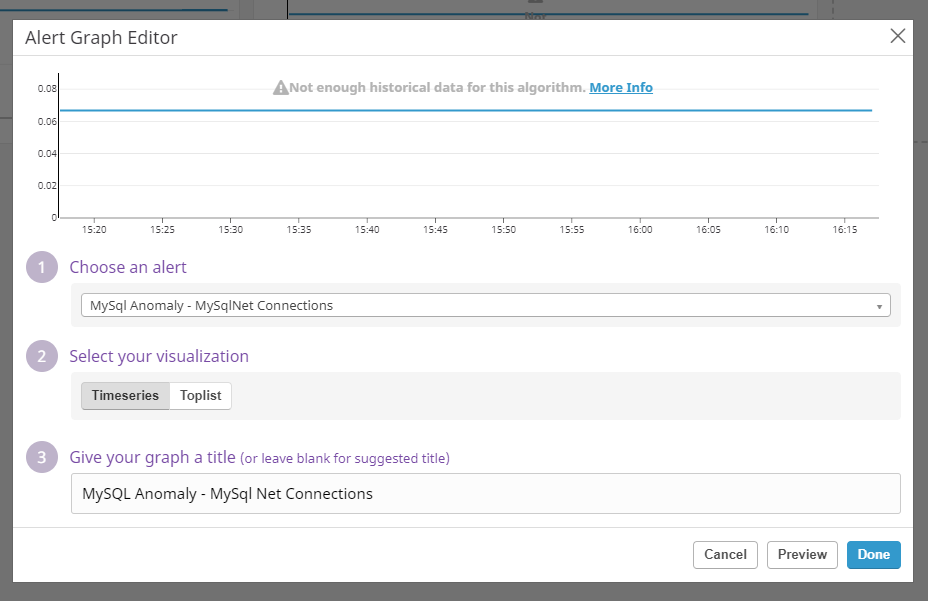 Alert Graph Editor
Not enough historical data for this algorithm. More Info
0.08
0.06
0.04
0.02
0
15:20 15:25 15:30 15:35 15:40 15:45 15:50 15:55 16:00 16:05 16:10 16:15
1 Choose an alert
MySql Anomaly - MySqlNet Connections
2 Select your visualization
Timeseries Toplist
3 Give your graph a title (or leave blank for suggested title)
MySQL Anomaly - MySql Net Connections
Cancel Preview Done